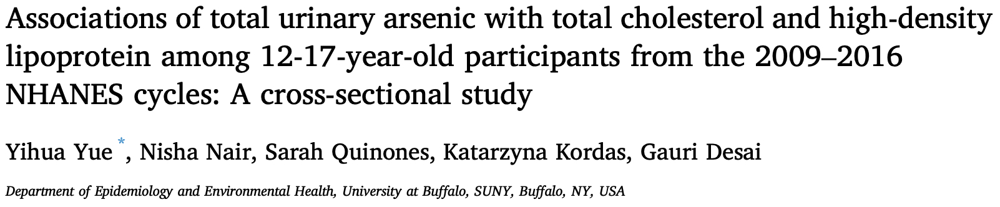 Associations of total urinary arsenic with total cholesterol and high-density
lipoprotein among 12-17-year-old participants from the 2009–2016
NHANES cycles: A cross-sectional study
Yihua Yue *, Nisha Nair, Sarah Quinones, Katarzyna Kordas, Gauri Desai
Department of Epidemiology and Environmental Health, University at Buffalo, SUNY, Buffalo, NY, USA